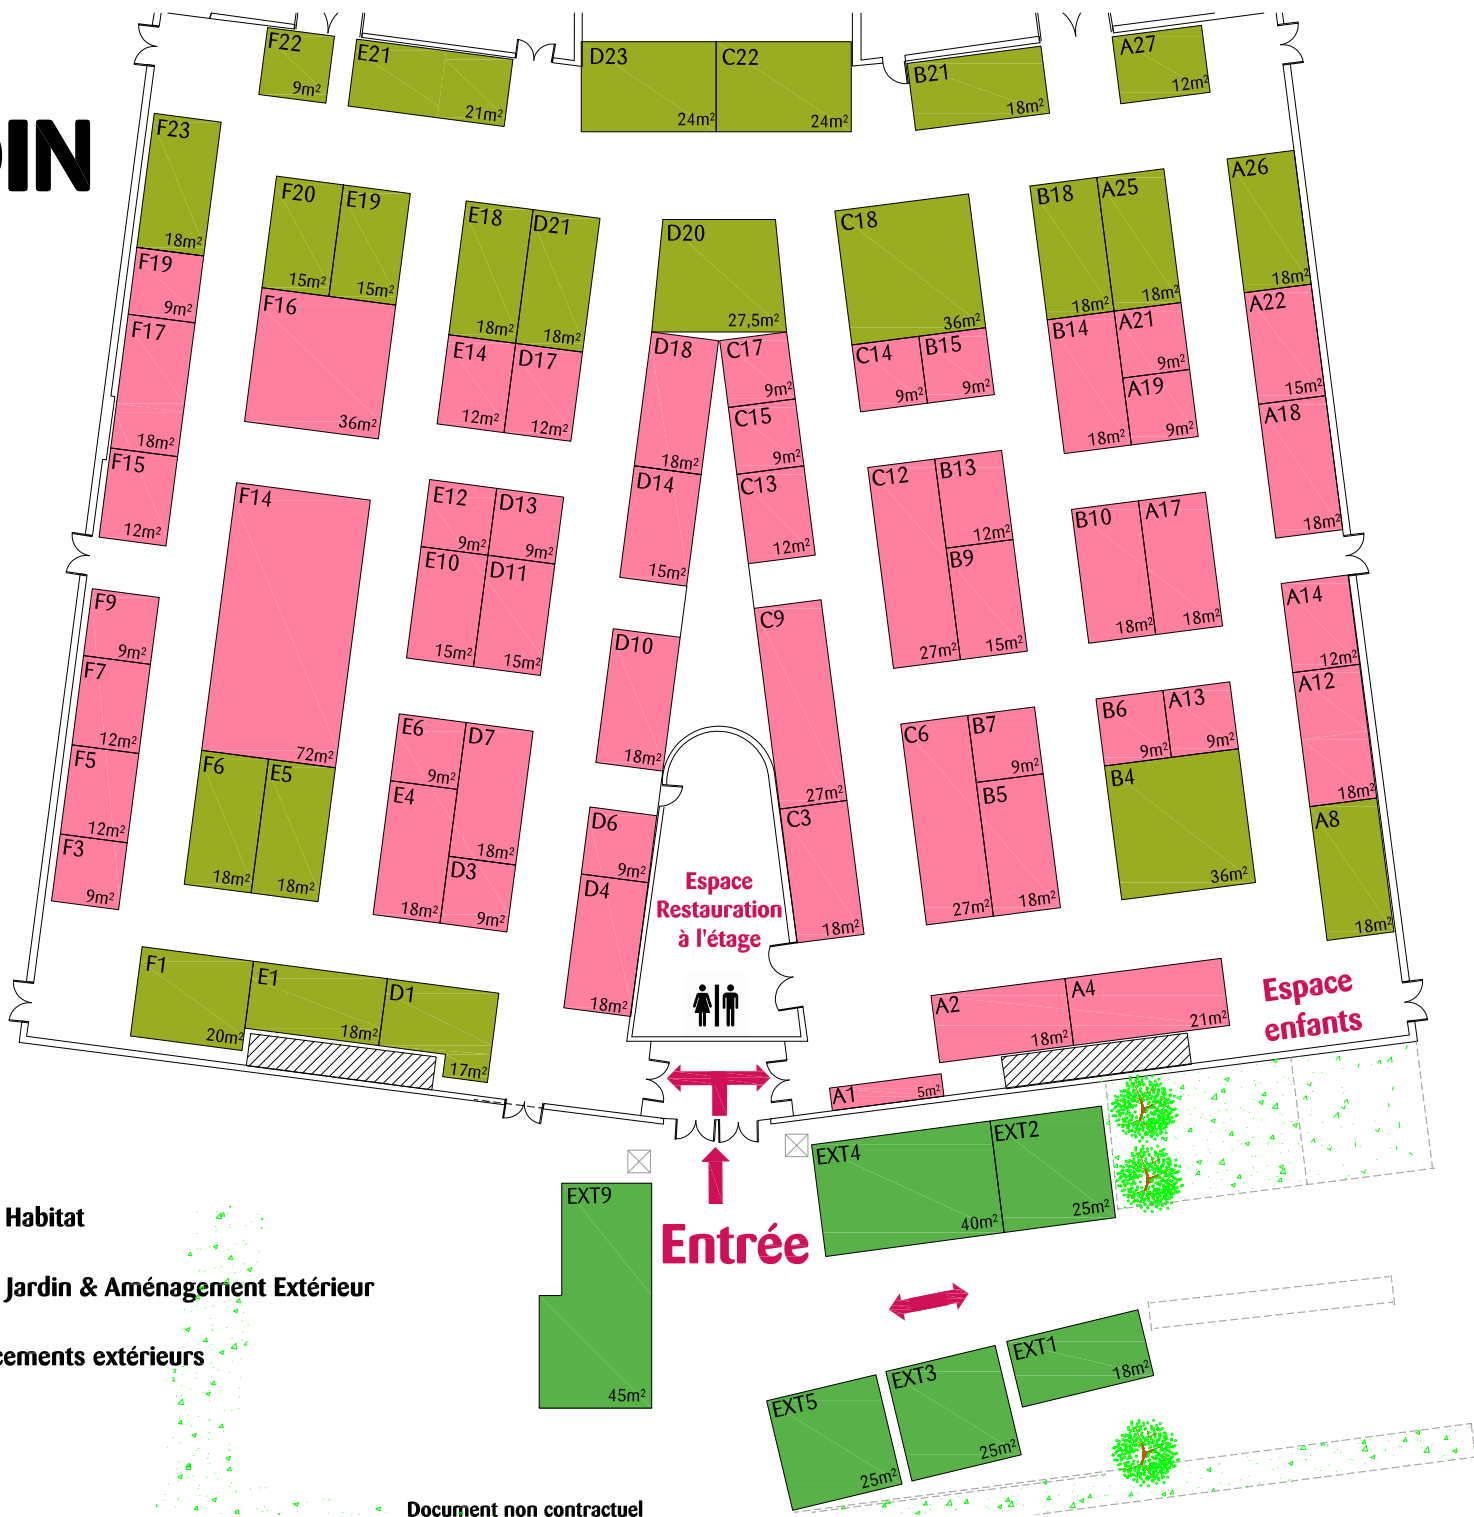 F22
9m²
E21
21m²
D23
24m²
C22
24m²
B21
18m²
A27
12m²
DIN
F23
18m²
F20
15m²
E19
15m²
E18
18m²
D21
18m²
D20
27,5m²
C18
36m²
B18
18m²
A25
18m²
A26
18m²
F19
9m²
F17
18m²
F15
12m²
F16
36m²
E14
12m²
D17
12m²
D18
18m²
D14
15m²
C17
9m²
C15
9m²
C13
12m²
C14
9m²
B15
9m²
B14
18m²
A21
9m²
A19
9m²
A22
15m²
A18
18m²
F14
72m²
E12
9m²
D13
9m²
E10
15m²
D11
15m²
C12
27m²
B13
12m²
B9
15m²
B10
18m²
A17
18m²
F9
9m²
F7
12m²
F5
12m²
F3
9m²
D10
18m²
C9
27m²
A14
12m²
A12
18m²
A8
18m²
F6
18m²
E5
18m²
E6
9m²
D7
18m²
E4
18m²
D3
9m²
D6
9m²
D4
18m²
C3
18m²
C6
27m²
B7
9m²
B5
18m²
B6
9m²
A13
9m²
B4
36m²
Espace
Restauration
à l'étage
F1
20m²
E1
18m²
D1
17m²
A2
18m²
A4
21m²
A1
5m²
Espace
enfants
EXT4
40m²
EXT2
25m²
EXT9
45m²
Entrée
Habitat
Jardin & Aménagement Extérieur
cements extérieurs
EXT1
18m²
EXT3
25m²
EXT5
25m²
Document non contractuel